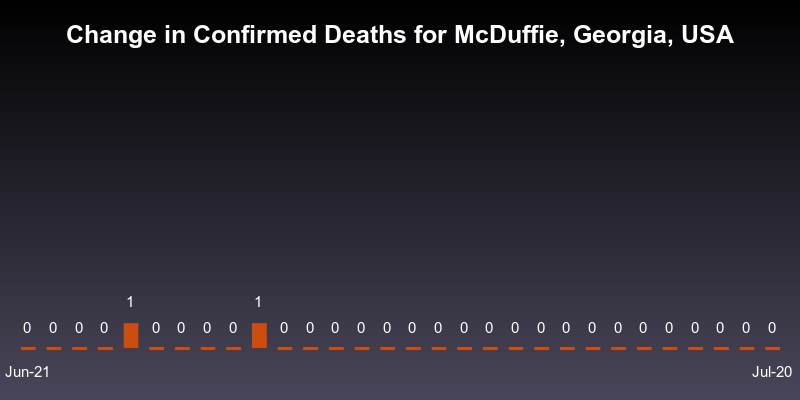 Change in Confirmed Deaths for McDuffie, Georgia, USA
1 1
0 0 0 0 0 0 0 0 0 0 0 0 0 0 0 0 0 0 0 0 0 0 0 0 0 0 0 0
Jun-21 Jul-20